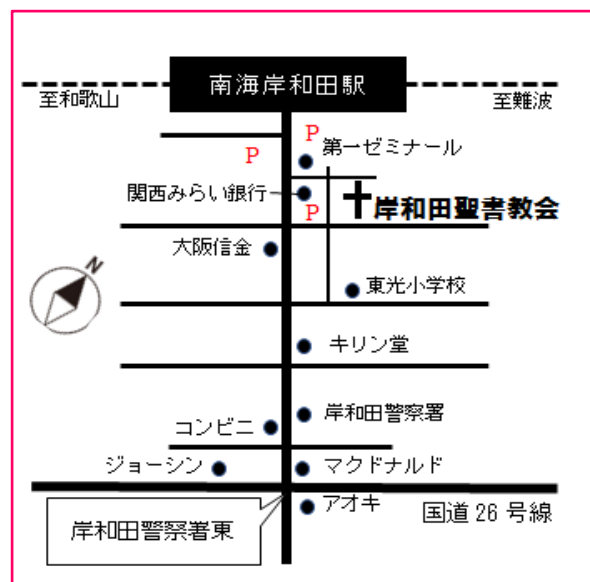 南海岸和田駅
至和歌山
至難波
P
第一ゼミナール
P
関西みらい銀行
P
岸和田聖書教会
大阪信金
N
東光小学校
キリン堂
岸和田警察署
コンビニ
ジョーシン
マクドナルド
アオキ
国道26号線
岸和田警察署東